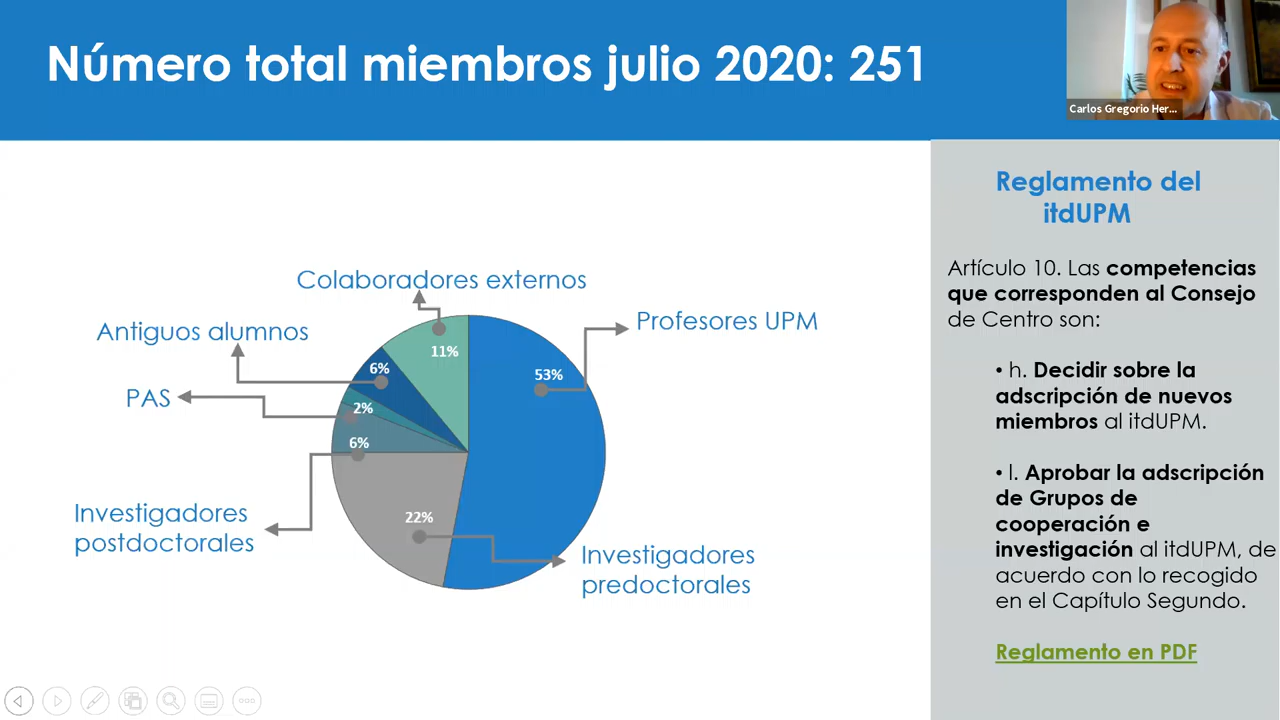 Número total miembros julio 2020: 251
Carlos Gregorio Her...
Colaboradores externos
Antiguos alumnos
Profesores UPM
PAS
11%
6%
53%
2%
6%
22%
Investigadores
postdoctorales
Investigadores
predoctorales
Reglamento del
itdUPM
Artículo 10. Las competencias
que corresponden al Consejo
de Centro son:
• h. Decidir sobre la
adscripción de nuevos
miembros al itdUPM.
• l. Aprobar la adscripción
de Grupos de
cooperación e
investigación al itdUPM, de
acuerdo con lo recogido
en el Capítulo Segundo.
Reglamento en PDF